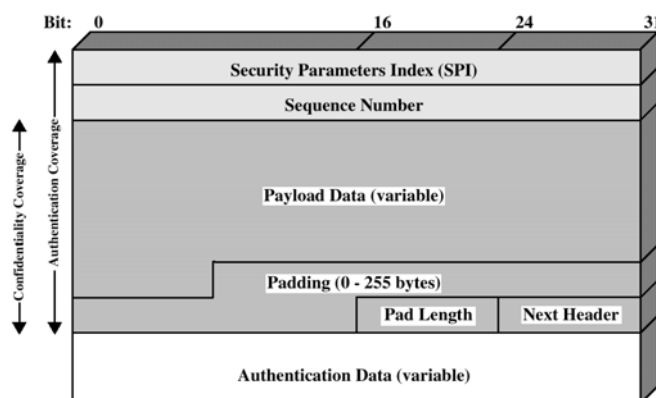 Bit: 0 16 24 31
Security Parameters Index (SPI)
Sequence Number
Confidentiality Coverage
Authentication Coverage
Payload Data (variable)
Padding (0 - 255 bytes)
Pad Length Next Header
Authentication Data (variable)